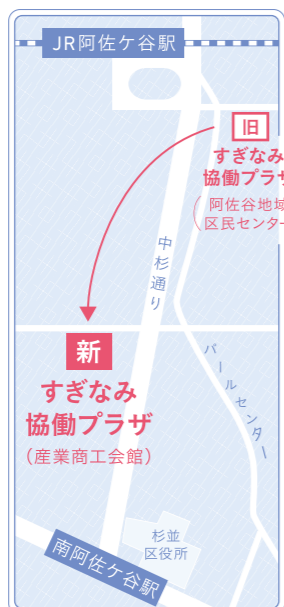 JR阿佐ケ谷駅
旧
すぎなみ
協働プラザ
(阿佐谷地域
区民センター
中杉通り
パールセンター
新
すぎなみ
協働プラザ
(産業商工会館)
杉並
区役所
南阿佐ケ谷駅